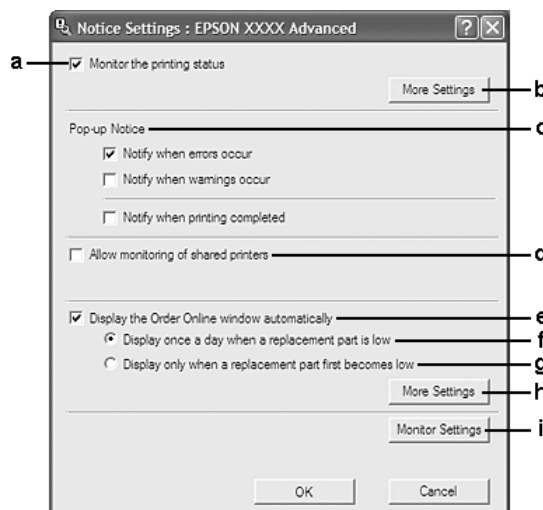 Notice Settings : EPSON XXXX Advanced
a
Monitor the printing status
More Settings
b
Pop-up Notice
c
Notify when errors occur
Notify when warnings occur
Notify when printing completed
Allow monitoring of shared printers
d
Display the Order Online window automatically
e
Display once a day when a replacement part is low
f
Display only when a replacement part first becomes low
g
More Settings
h
Monitor Settings
i
OK
Cancel